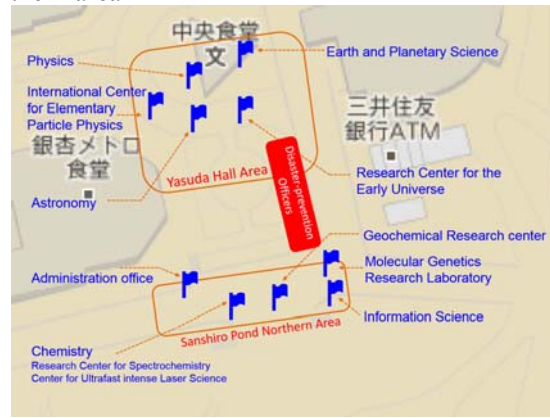 中央食堂
文
Physics
Earth and Planetary Science
International Center
for Elementary
Particle Physics
三井住友
銀行ATM
銀杏メトロ
食堂
Disaster-prevention
Officers
Yasuda Hall Area
Research Center for the
Early Universe
Astronomy
Geochemical Research center
Administration office
Molecular Genetics
Research Laboratory
Information Science
Sanshiro Pond Northern Area
Chemistry
Research Center for Spectrochemistry
Center for Ultrafast intense Laser Science